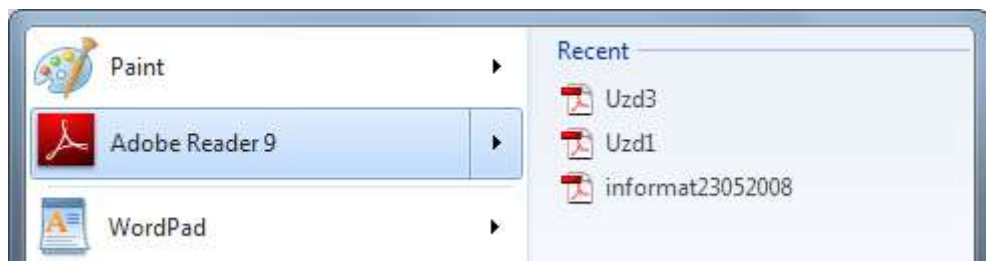 Paint
Adobe Reader 9
WordPad
Recent
Uzd3
Uzd1
informat23052008